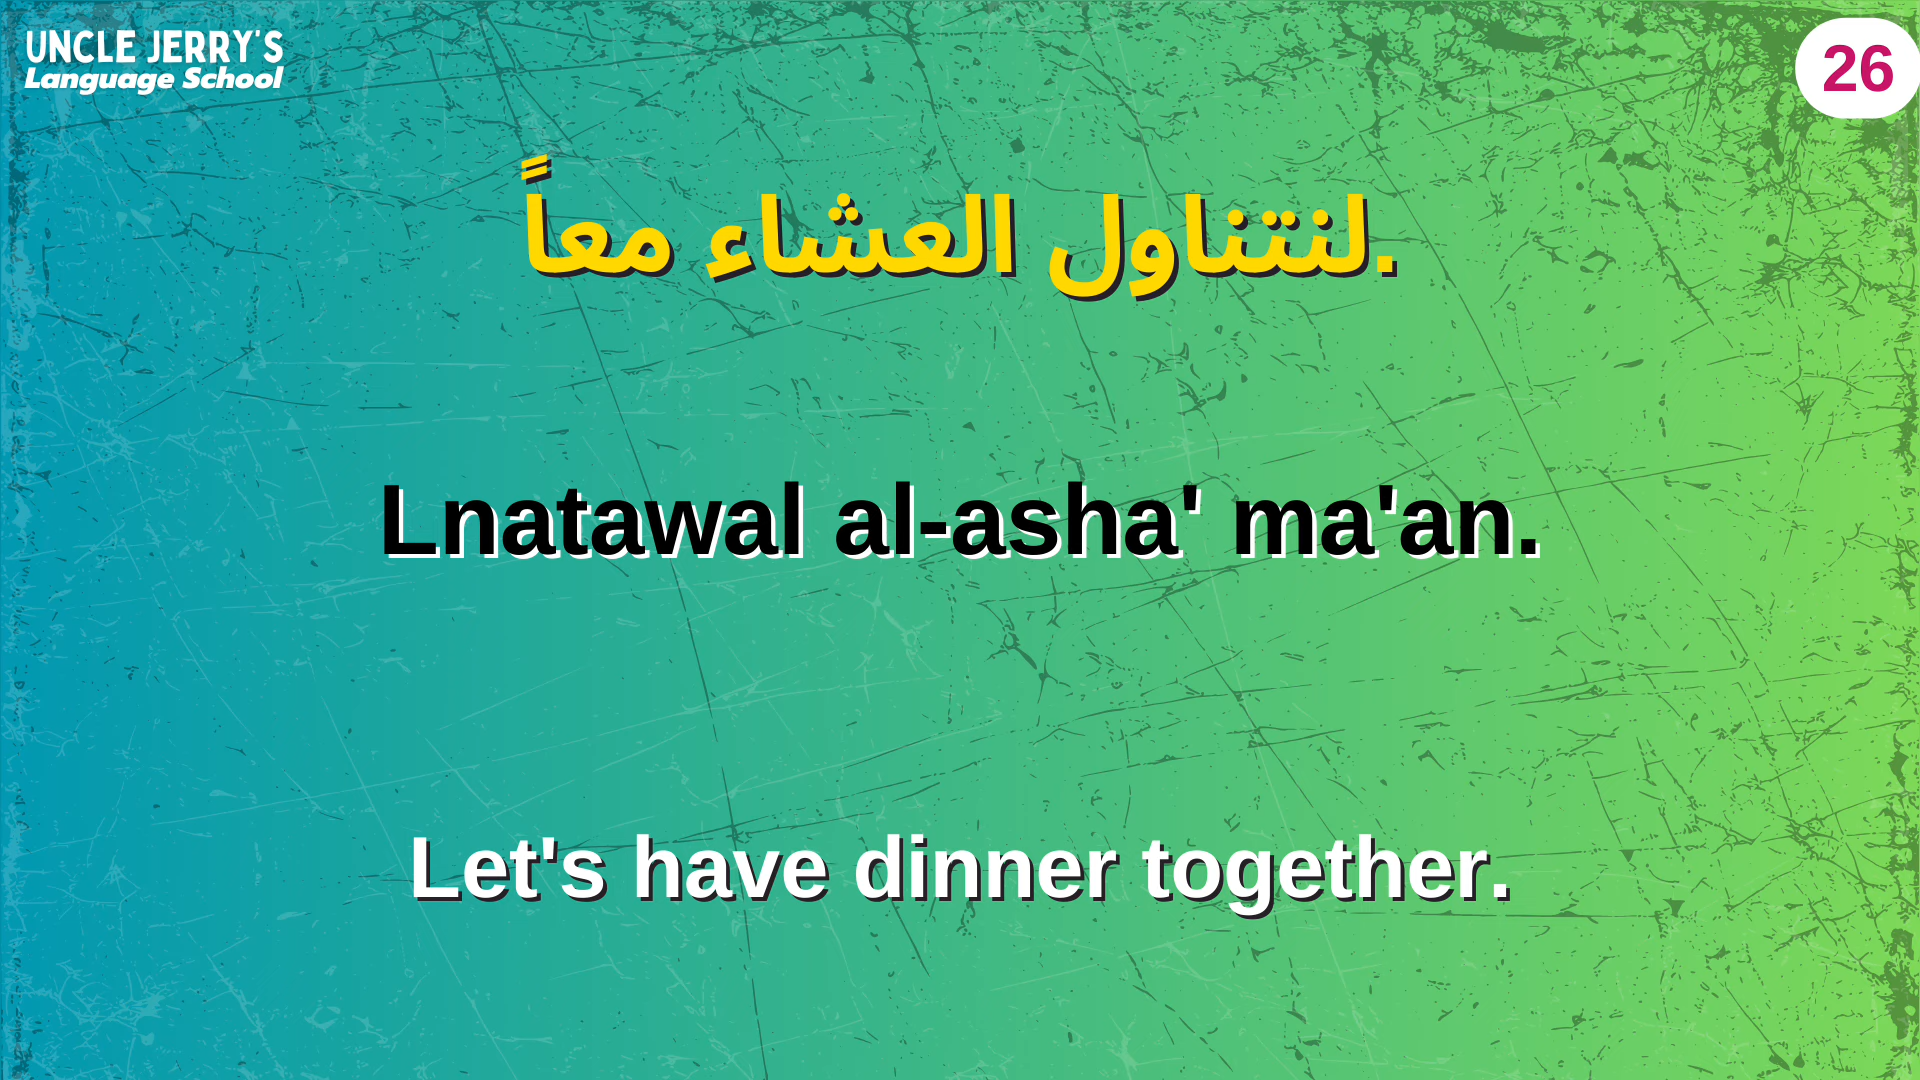 UNCLE JERRY'S
Language School
26
لنتناول العشاء معاً.
Lnatawal al-asha' ma'an.
Let's have dinner together.